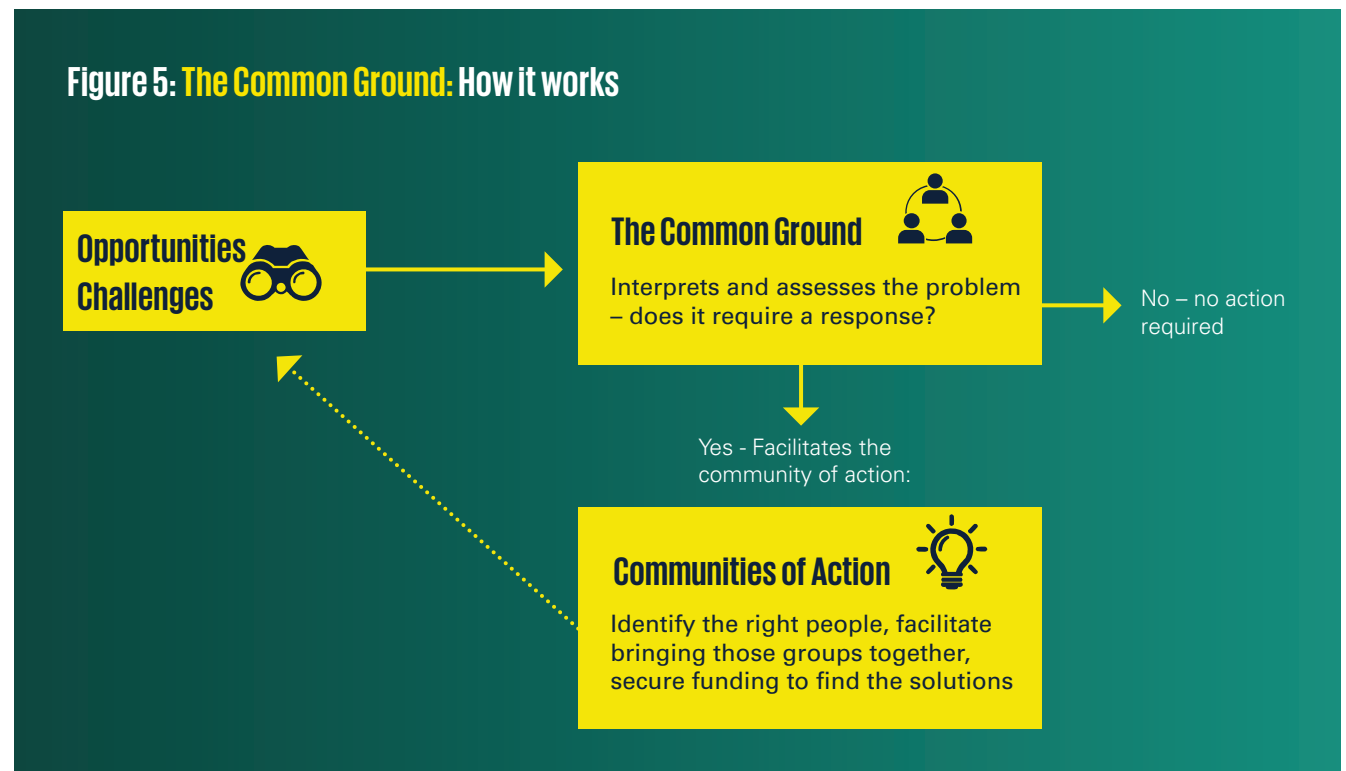 Figure 5: The Common Ground: How it works
Opportunities
Challenges
The Common Ground
Interprets and assesses the problem
– does it require a response?
No – no action
required
Yes - Facilitates the
community of action:
Communities of Action
Identify the right people, facilitate
bringing those groups together,
secure funding to find the solutions